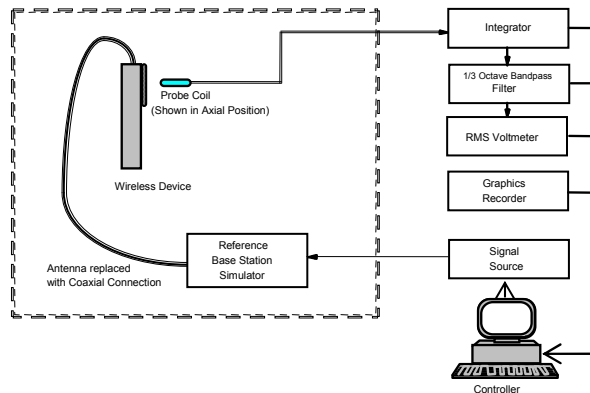 Integrator
1/3 Octave Bandpass
Filter
RMS Voltmeter
Graphics
Recorder
Signal
Source
Controller
Probe Coil
(Shown in Axial Position)
Wireless Device
Reference
Base Station
Simulator
Antenna replaced
with Coaxial Connection